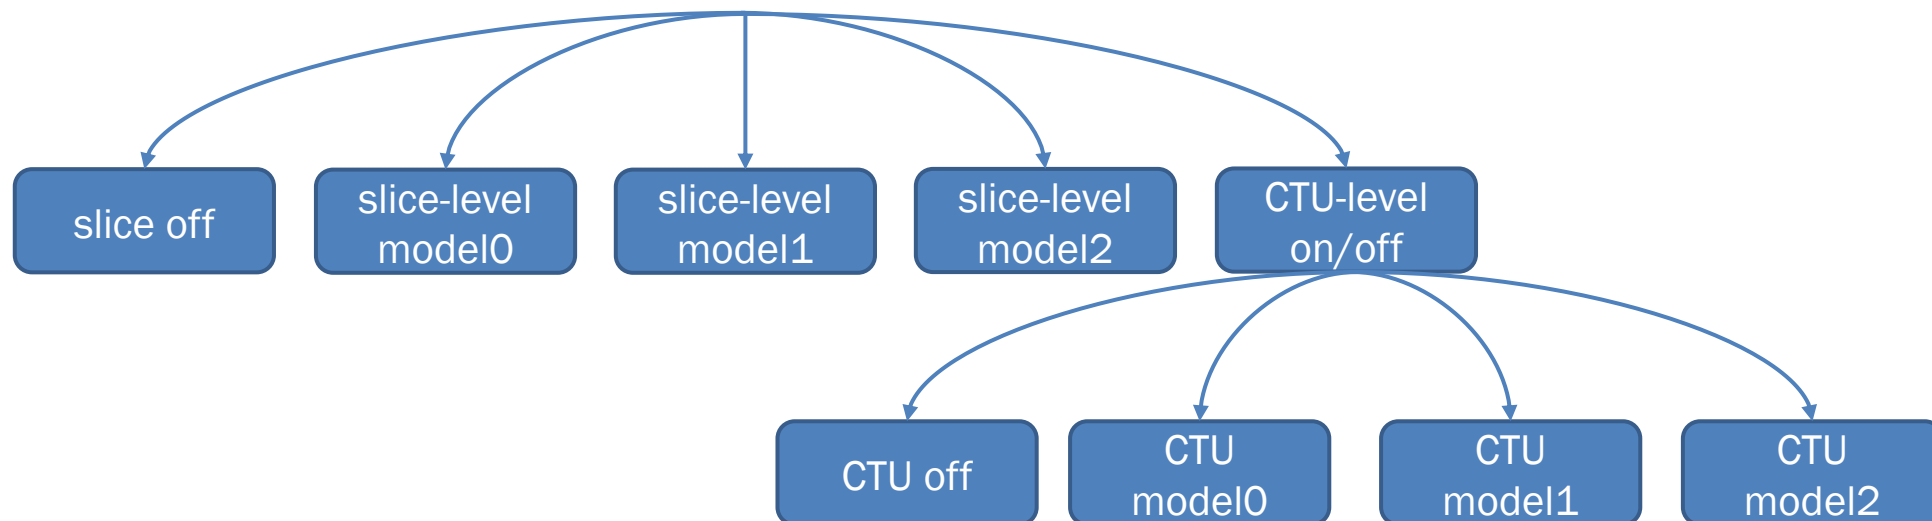 slice off
slice-level
model0
slice-level
model1
slice-level
model2
CTU-level
on/off
CTU off
CTU
model0
CTU
model1
CTU
model2